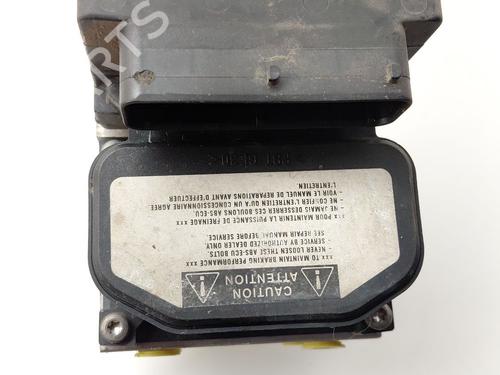 CAUTION
ATTENTION
xxx TO MAINTAIN BRAKING PERFORMANCE xxx
- NEVER LOOSEN THESE ABS-ECU BOLTS
- SERVICE BY AUTHORIZED DEALER ONLY.
SEE REPAIR MANUAL BEFORE SERVICE.
xxx POUR MAINTENIR LA PUISSANCE DE FREINAGE xxx
- NE JAMAIS DESSERRER CES BOULONS ABS-ECU.
- NE CONFIER L'ENTRETIEN QU'A UN CONCESSIONNAIRE AGREE
- VOIR LE MANUEL DE REPARATIONS AVANT D'EFFECTUER
L'ENTRETIEN.
PARTS